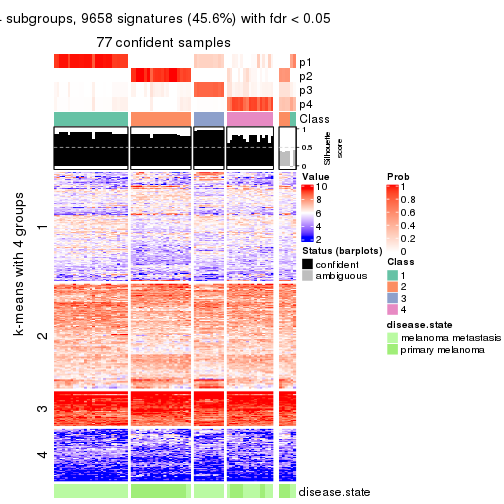 subgroups, 9658 signatures (45.6%) with fdr < 0.05
77 confident samples
p1
p2
p3
p4
Class
1
0.5
0
Silhouette
score
k-means with 4 groups
1
2
3
4
disease.state
Value
10
8
6
4
2
Status (barplots)
confident
ambiguous
Prob
1
0.8
0.6
0.4
0.2
0
Class
1
2
3
4
disease.state
melanoma metastasis
primary melanoma